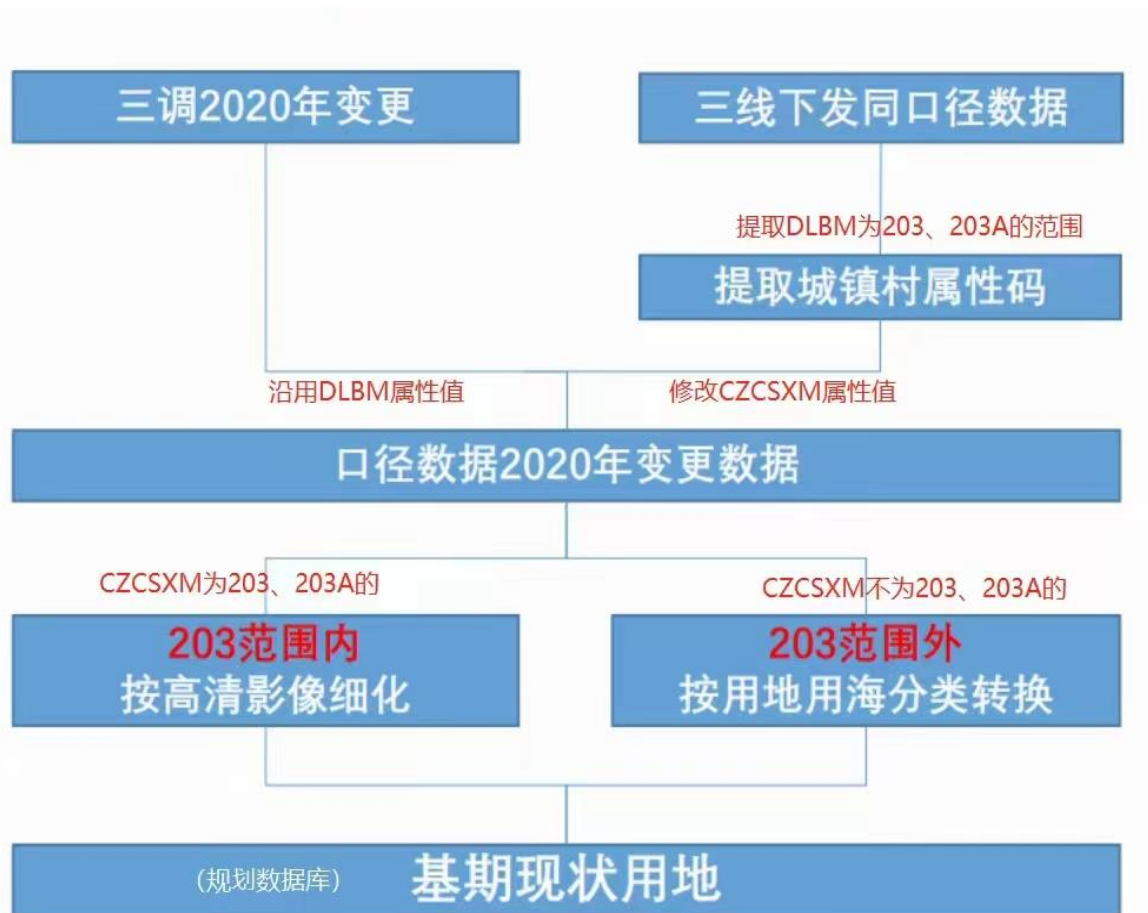 三调2020年变更
三线下发同口径数据
提取DLBM为203、203A的范围
提取城镇村属性码
沿用DLBM属性值
修改CZCSXM属性值
口径数据2020年变更数据
CZCSXM为203、203A的
CZCSXM不为203、203A的
203范围内
按高清影像细化
203范围外
按用地用海分类转换
（规划数据库） 基期现状用地